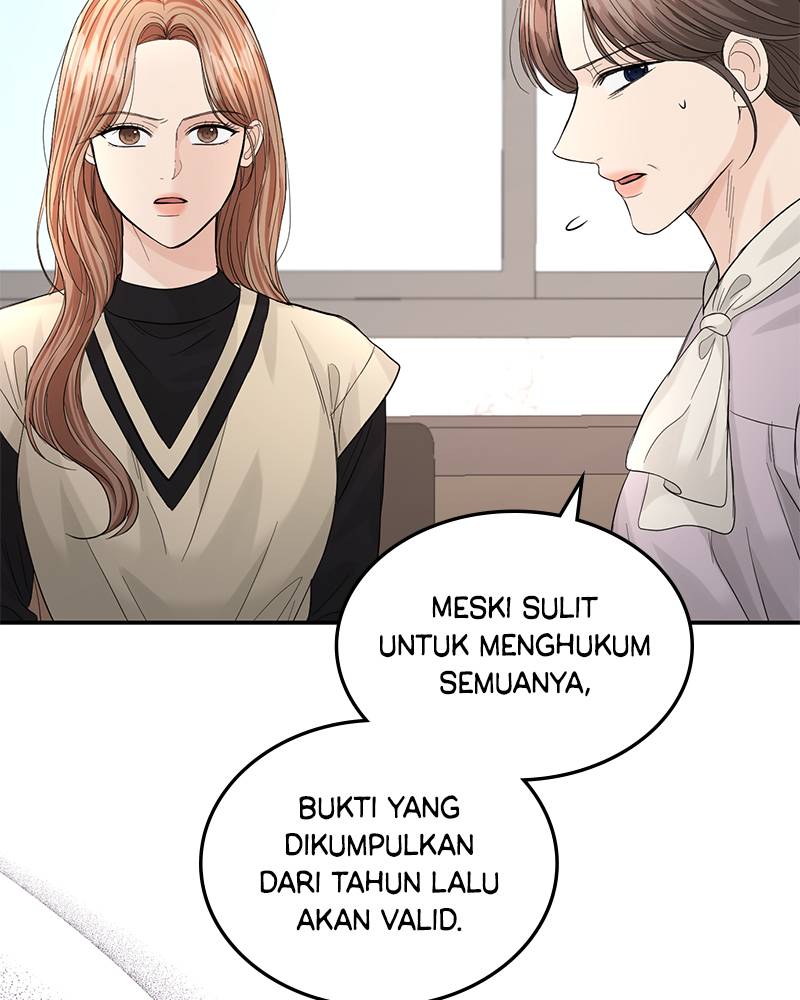 MESKI SULIT
UNTUK MENGHUKUM
SEMUANYA,
BUKTI YANG
DIKUMPULKAN
DARI TAHUN LALU
AKAN VALID.